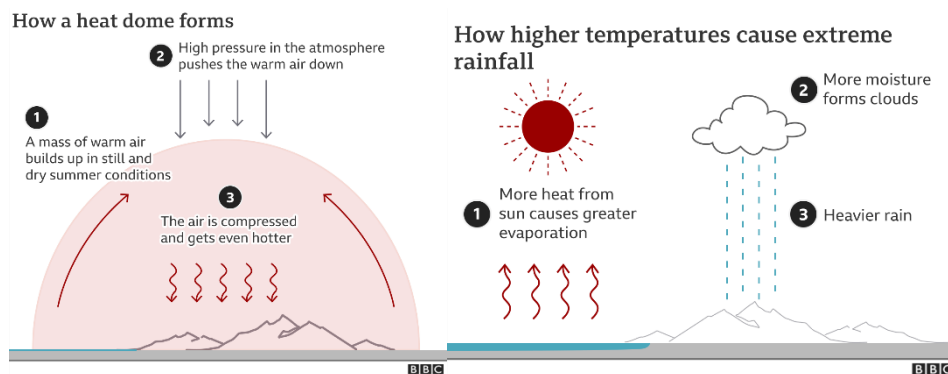 How a heat dome forms
2
High pressure in the atmosphere
pushes the warm air down
1
A mass of warm air
builds up in still and
dry summer conditions
3
The air is compressed
and gets even hotter
BBC
How higher temperatures cause extreme
rainfall
2
More moisture
forms clouds
1
More heat from
sun causes greater
evaporation
3
Heavier rain
BBC